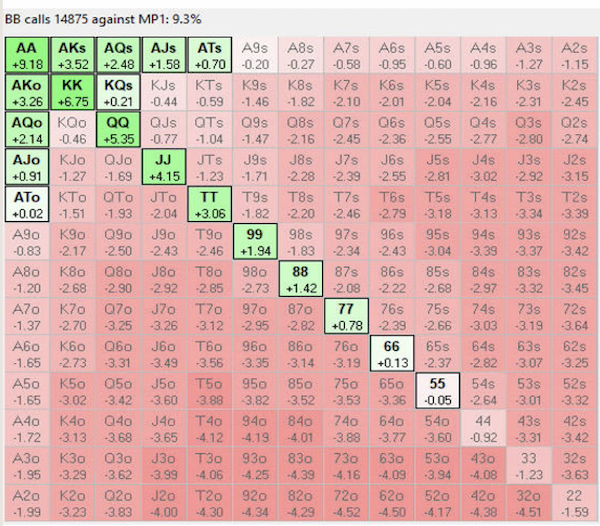 BB calls 14875 against MP1: 9.3%
AA AKs AQs AJs ATs A9s A8s A7s A6s A5s A4s A3s A2s
+9.18 +3.52 +2.48 +1.58 +0.70 -0.20 -0.27 -0.58 -0.95 -0.60 -0.96 -1.27 -1.15
AKo KK KQs KJs KTs K9s K8s K7s K6s K5s K4s K3s K2s
+3.26 +6.75 +0.21 -0.44 -0.59 -1.46 -1.82 -2.10 -2.01 -2.04 -2.16 -2.31 -2.45
AQo KQo QQ QJs QTs Q9s Q8s Q7s Q6s Q5s Q4s Q3s Q2s
+2.14 -0.46 +5.35 -0.77 -1.04 -1.47 -2.16 -2.45 -2.36 -2.55 -2.77 -2.80 -2.74
AJo KJo QJo JJ JTs J9s J8s J7s J6s J5s J4s J3s J2s
+0.91 -1.27 -1.69 +4.15 -1.23 -1.71 -2.28 -2.39 -2.55 -2.81 -3.02 -2.92 -3.15
ATo KTo QTo JTo TT T9s T8s T7s T6s T5s T4s T3s T2s
+0.02 -1.51 -1.93 -2.04 +3.06 -1.82 -2.20 -2.46 -2.79 -3.18 -3.13 -3.34 -3.39
A9o K9o Q9o J9o T9o 99 98s 97s 96s 95s 94s 93s 92s
-0.83 -2.17 -2.50 -2.43 -2.46 +1.94 -1.83 -2.34 -2.43 -3.04 -3.39 -3.37 -3.42
A8o K8o Q8o J8o T8o 98o 88 87s 86s 85s 84s 83s 82s
-1.20 -2.68 -2.90 -2.92 -2.85 -2.73 +1.42 -2.08 -2.22 -2.68 -2.97 -3.32 -3.45
A7o K7o Q7o J7o T7o 97o 87o 77 76s 75s 74s 73s 72s
-1.37 -2.70 -3.25 -3.26 -3.12 -2.95 -2.82 +0.78 -2.39 -2.66 -3.03 -3.19 -3.64
A6o K6o Q6o J6o T6o 96o 86o 76o 66 65s 64s 63s 62s
-1.65 -2.73 -3.31 -3.49 -3.56 -3.35 -3.14 -3.19 +0.13 -2.37 -2.82 -3.07 -3.25
A5o K5o Q5o J5o T5o 95o 85o 75o 65o 55 54s 53s 52s
-1.65 -3.02 -3.42 -3.60 -3.88 -3.82 -3.52 -3.53 -3.36 -0.05 -2.64 -3.01 -3.32
A4o K4o Q4o J4o T4o 94o 84o 74o 64o 54o 44 43s 42s
-1.72 -3.13 -3.68 -3.65 -4.12 -4.19 -4.01 -3.88 -3.77 -3.60 -0.92 -3.31 -3.42
A3o K3o Q3o J3o T3o 93o 83o 73o 63o 53o 43o 33 32s
-1.95 -3.29 -3.62 -3.99 -4.06 -4.25 -4.39 -4.16 -4.09 -3.94 -4.08 -1.23 -3.63
A2o K2o Q2o J2o T2o 92o 82o 72o 62o 52o 42o 32o 22
-1.99 -3.23 -3.83 -4.00 -4.30 -4.34 -4.29 -4.52 -4.50 -4.17 -4.38 -4.51 -1.59